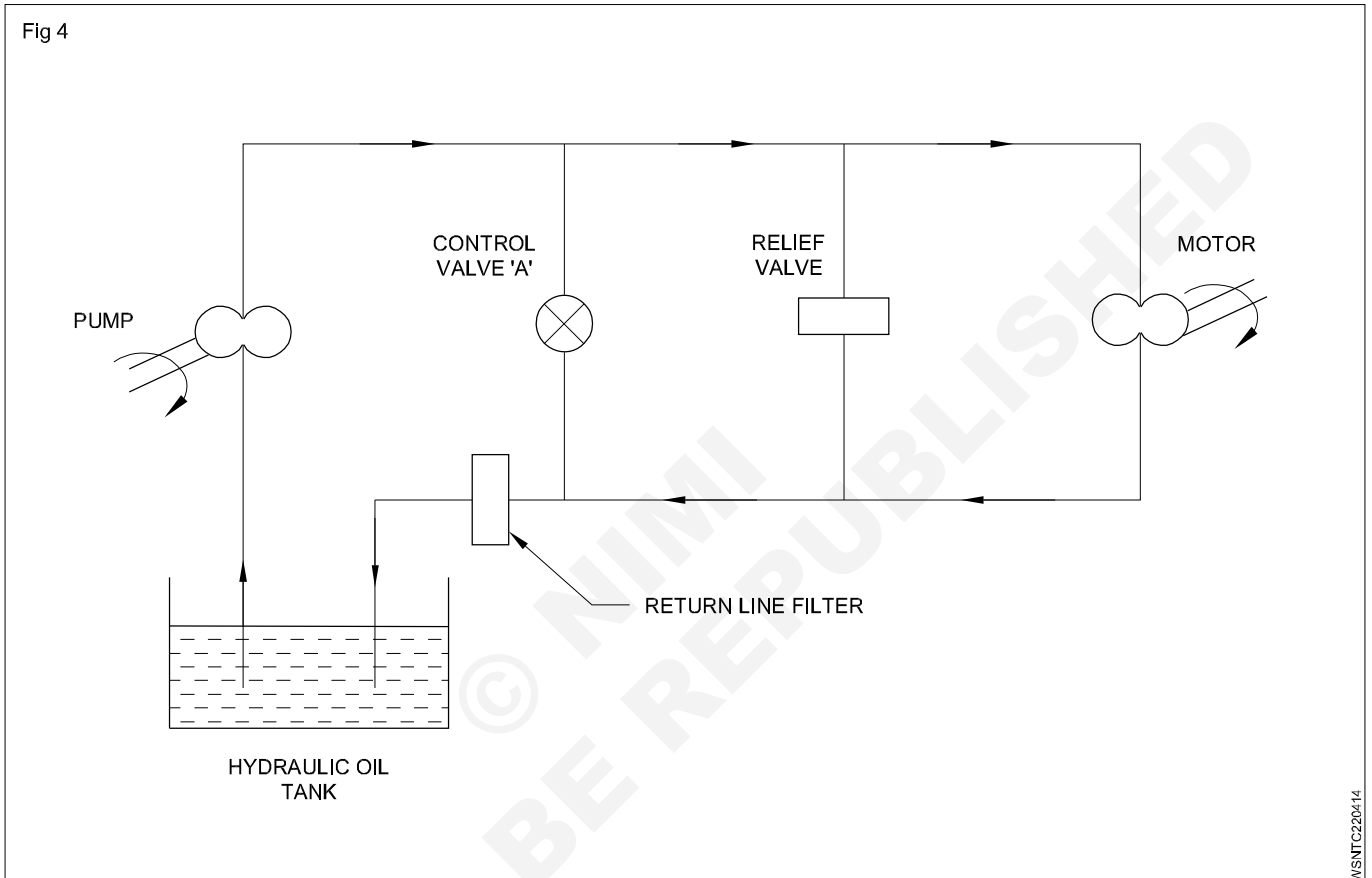 Fig 4
CONTROL
VALVE 'A'
RELIEF
VALVE
MOTOR
PUMP
RETURN LINE FILTER
HYDRAULIC OIL
TANK
© NIMI
BE REPUBLISHED
WSNTC220414